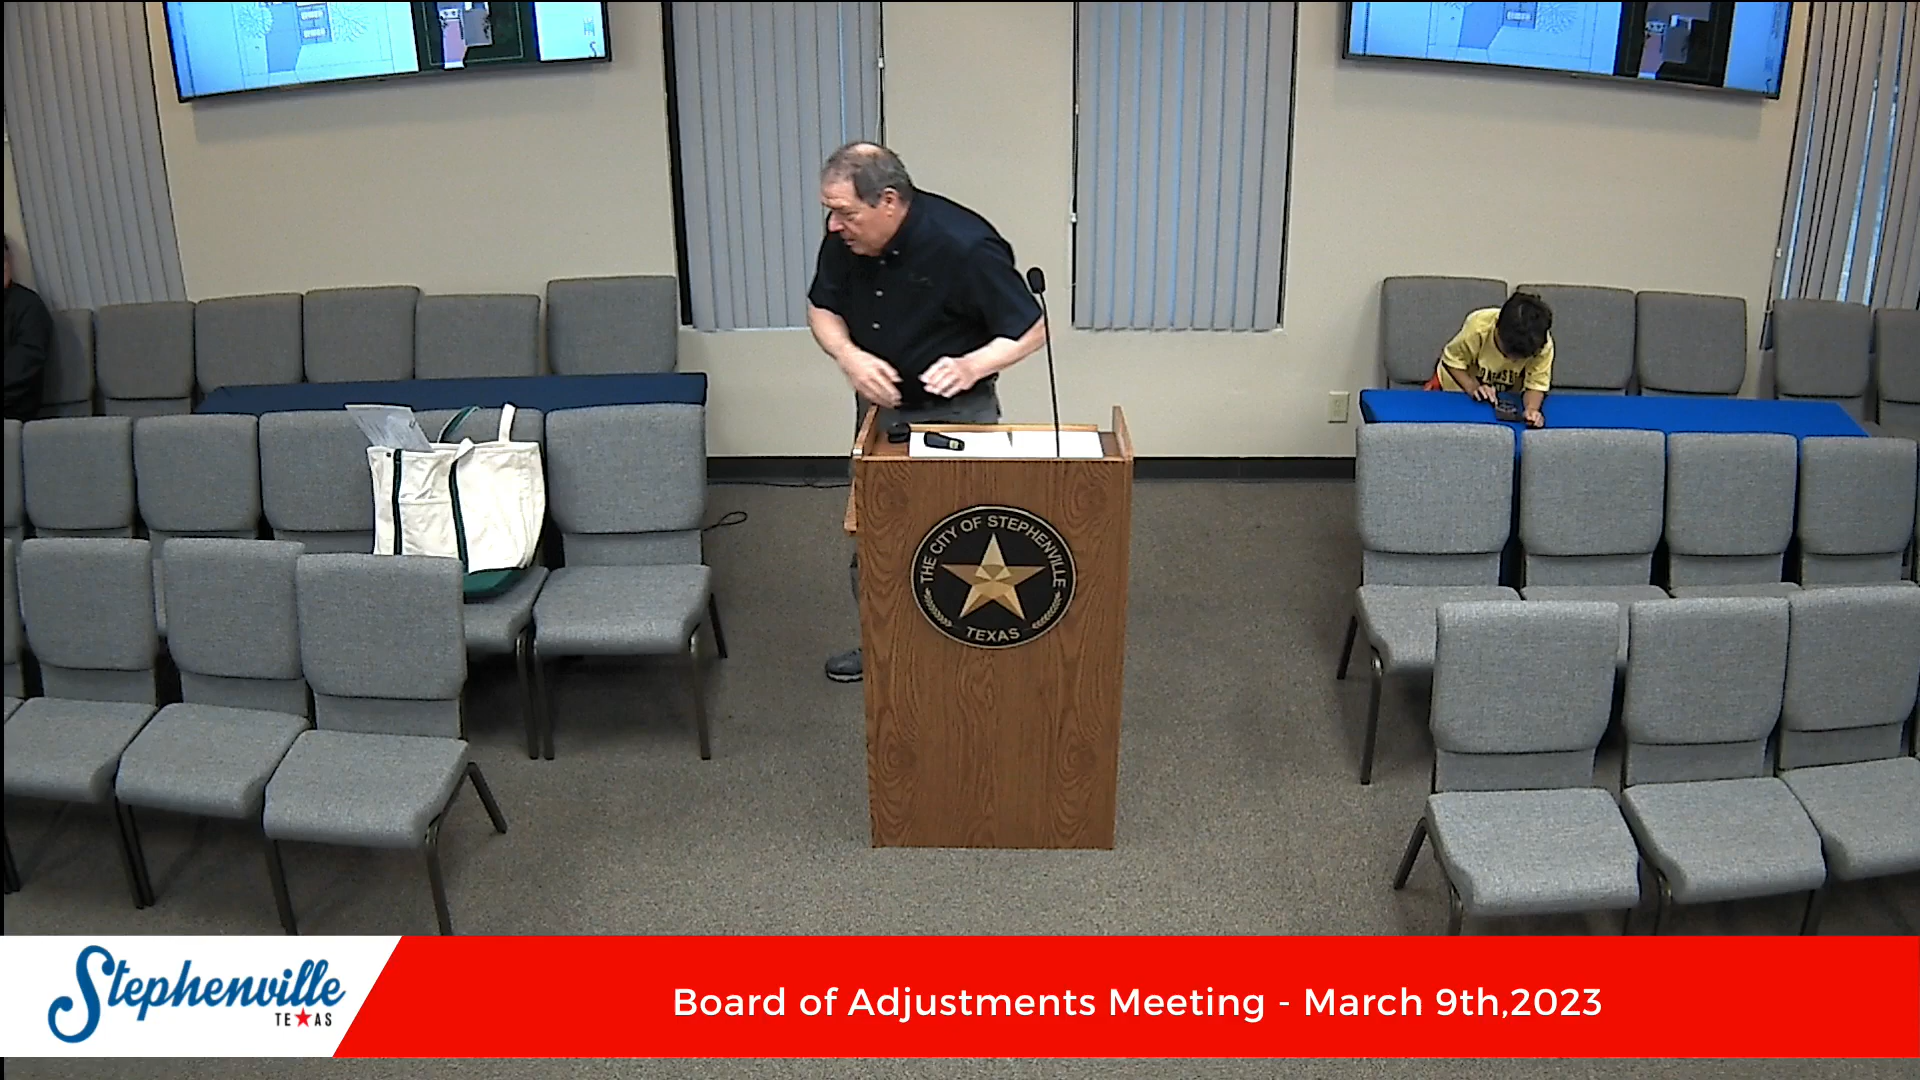 THE CITY OF STEPHENVILLE
TEXAS
Stephenville
TEXAS
Board of Adjustments Meeting - March 9th,2023